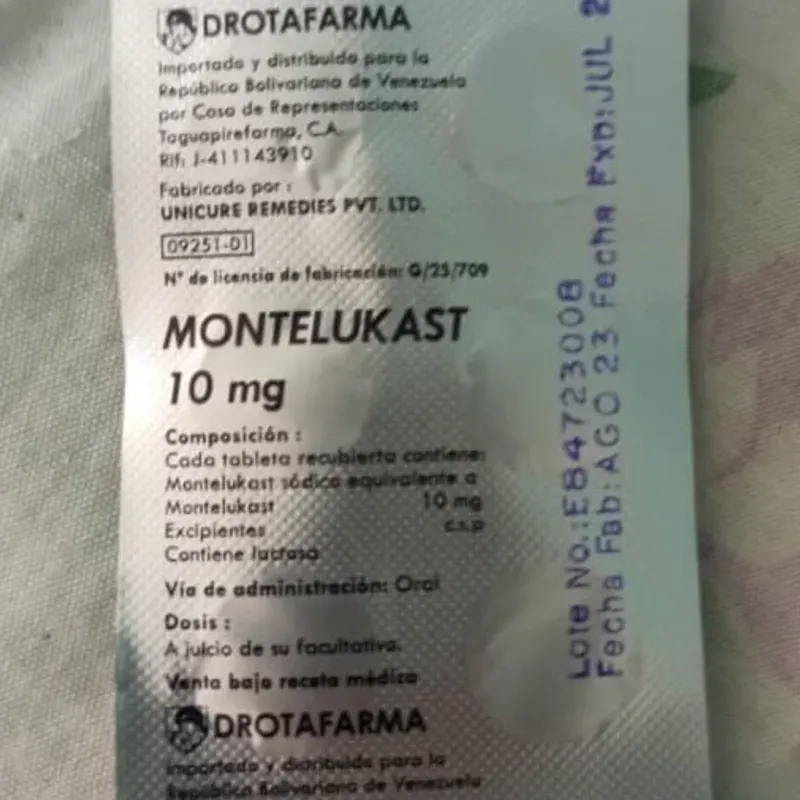 DROTAFARMA
Importado y distribuido para la
República Bolivariana de Venezuela
por Casa de Representaciones
Taguapirefarma, C.A.
Rif: J-411143910
Fabricado por :
UNICURE REMEDIES PVT. LTD.
09251-D1
N° de licencia de fabricación: G/25/709
MONTELUKAST
10 mg
Composición :
Cada tableta recubierta contiene:
Montelukast sódico equivalente a
Montelukast 10 mg
Excipientes c.s.p
Contiene lactosa
Vía de administración: Oral
Dosis :
A juicio de su facultativo.
Venta bajo receta médica
DROTAFARMA
Importado y distribuido para la
República Bolivariana de Venezuela
Lote No.:E84723008
Fecha Fab:AGO 23 Fecha Exp:JUL 2